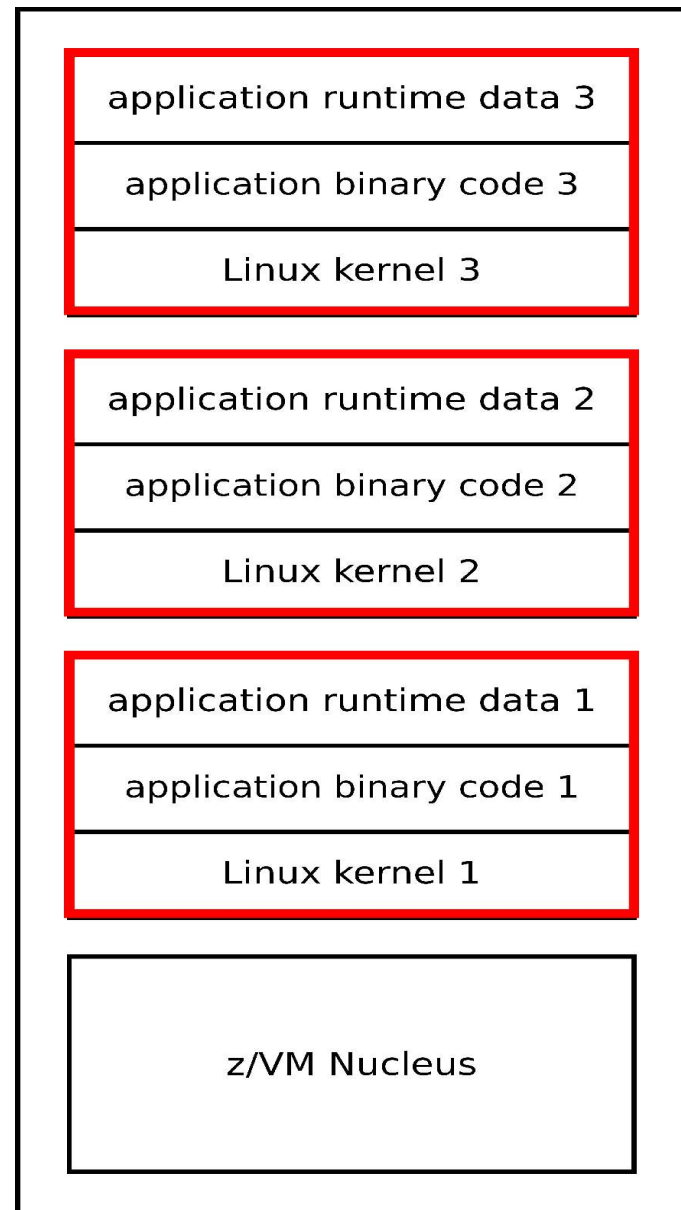 application runtime data 3
application binary code 3
Linux kernel 3
application runtime data 2
application binary code 2
Linux kernel 2
application runtime data 1
application binary code 1
Linux kernel 1
z/VM Nucleus